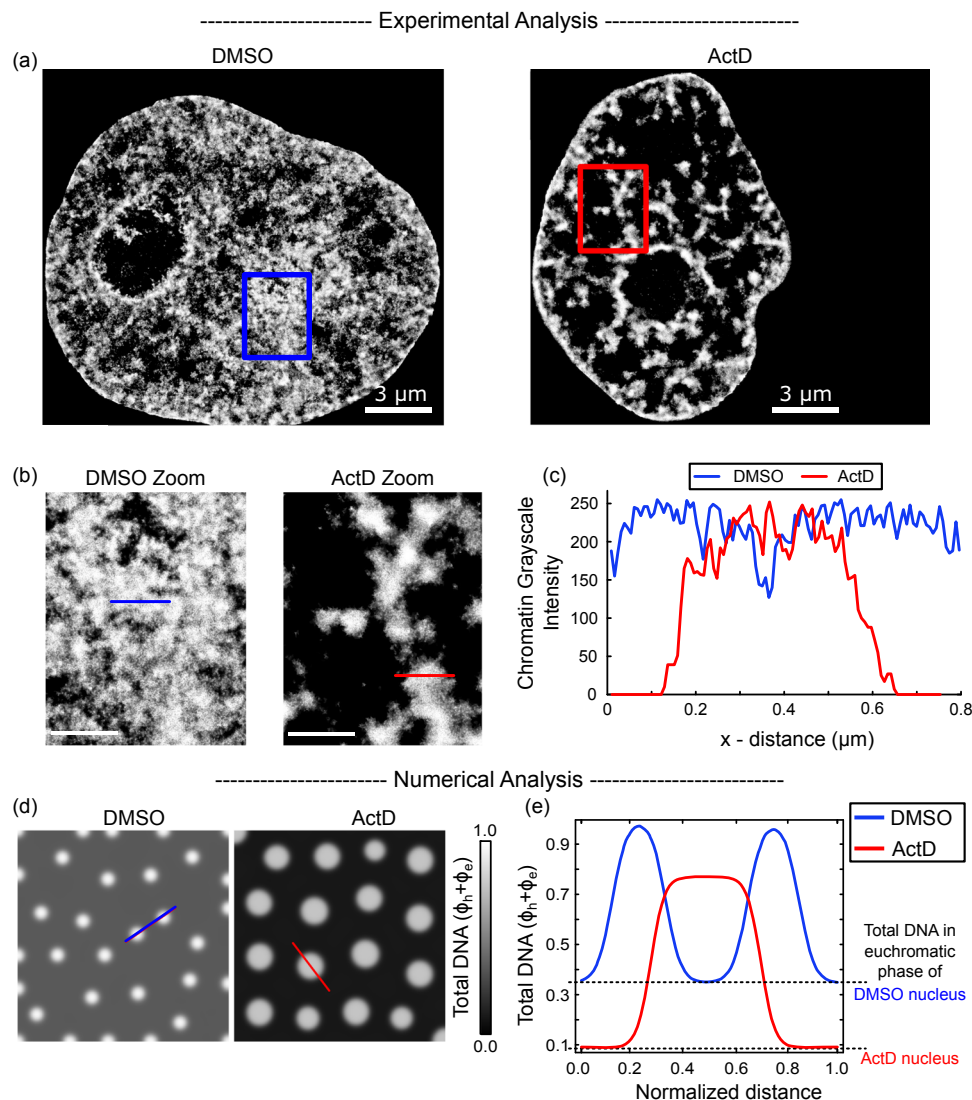 Experimental Analysis
(a)
DMSO
ActD
3 μm
3 μm
(b)
DMSO Zoom
ActD Zoom
(c)
DMSO
ActD
Chromatin Grayscale
Intensity
250
200
150
100
50
0
0
0.2
0.4
0.6
0.8
x - distance (μm)
Numerical Analysis
(d)
DMSO
ActD
1.0
Total DNA (ϕh+ϕe)
0.0
(e)
DMSO
ActD
Total DNA (ϕh+ϕe)
0.9
0.7
0.5
0.3
0.1
0.0
0.2
0.4
0.6
0.8
1.0
Normalized distance
Total DNA in
euchromatic
phase of
DMSO nucleus
ActD nucleus